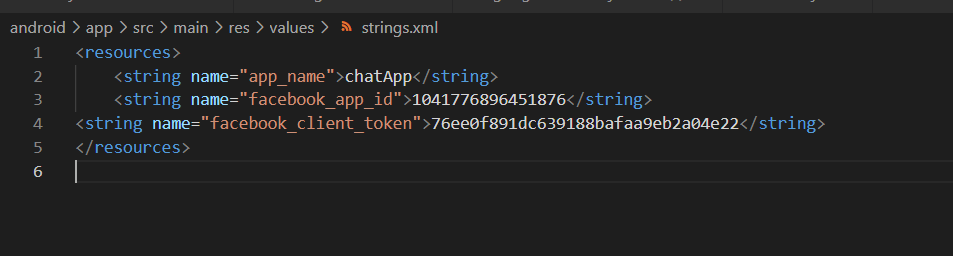 android > app > src > main > res > values > strings.xml
1 <resources>
2 <string name="app_name">chatApp</string>
3 <string name="facebook_app_id">1041776896451876</string>
4 <string name="facebook_client_token">76ee0f891dc639188bafaa9eb2a04e22</string>
5 </resources>
6